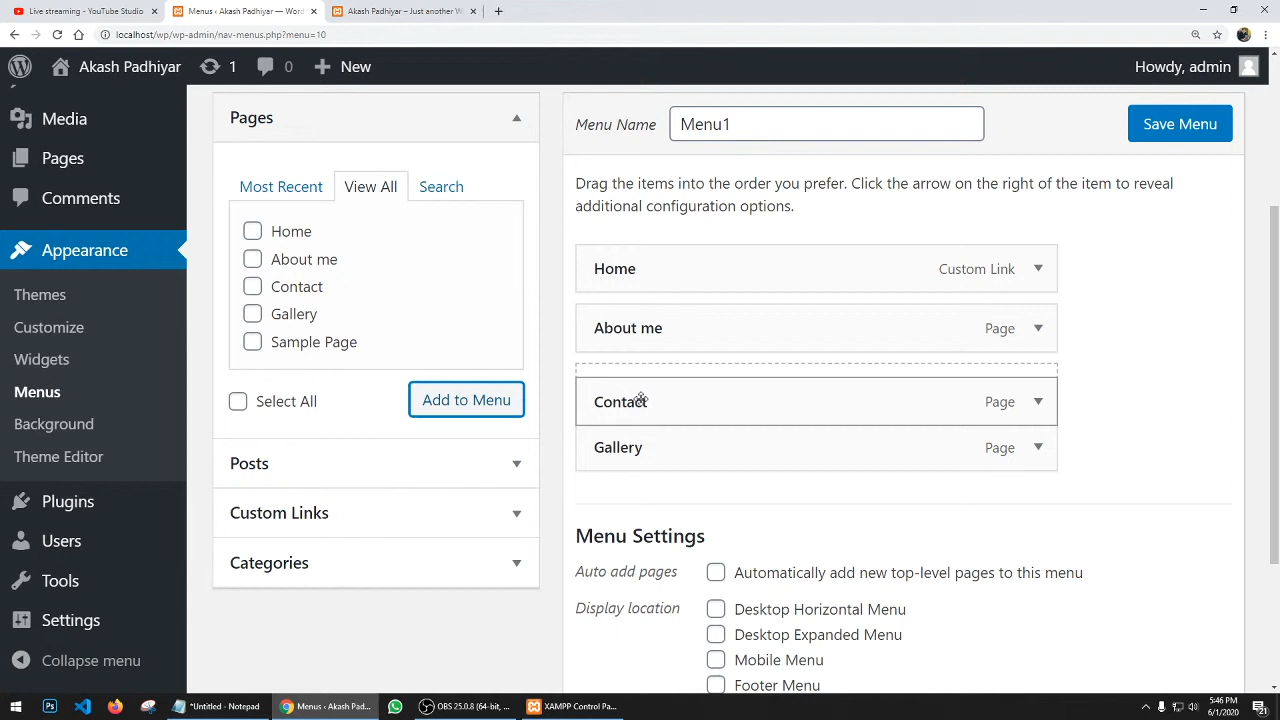 Live streaming - YouTube Studio
Menus ‹ Akash Padhiyar — Word
Akash Padhiyar – Just another W
localhost/wp/wp-admin/nav-menus.php?menu=10
Akash Padhiyar
1
0
New
Howdy, admin
Media
Pages
Comments
Appearance
Themes
Customize
Widgets
Menus
Background
Theme Editor
Plugins
Users
Tools
Settings
Collapse menu
Pages
Most Recent
View All
Search
Home
About me
Contact
Gallery
Sample Page
Select All
Add to Menu
Posts
Custom Links
Categories
Menu Name
Menu1
Save Menu
Drag the items into the order you prefer. Click the arrow on the right of the item to reveal
additional configuration options.
Home
Custom Link
About me
Page
Contact
Page
Gallery
Page
Menu Settings
Auto add pages
Automatically add new top-level pages to this menu
Display location
Desktop Horizontal Menu
Desktop Expanded Menu
Mobile Menu
Footer Menu
*Untitled - Notepad
Menus ‹ Akash Pad...
OBS 25.0.8 (64-bit, ...
XAMPP Control Pa...
5:46 PM
6/1/2020